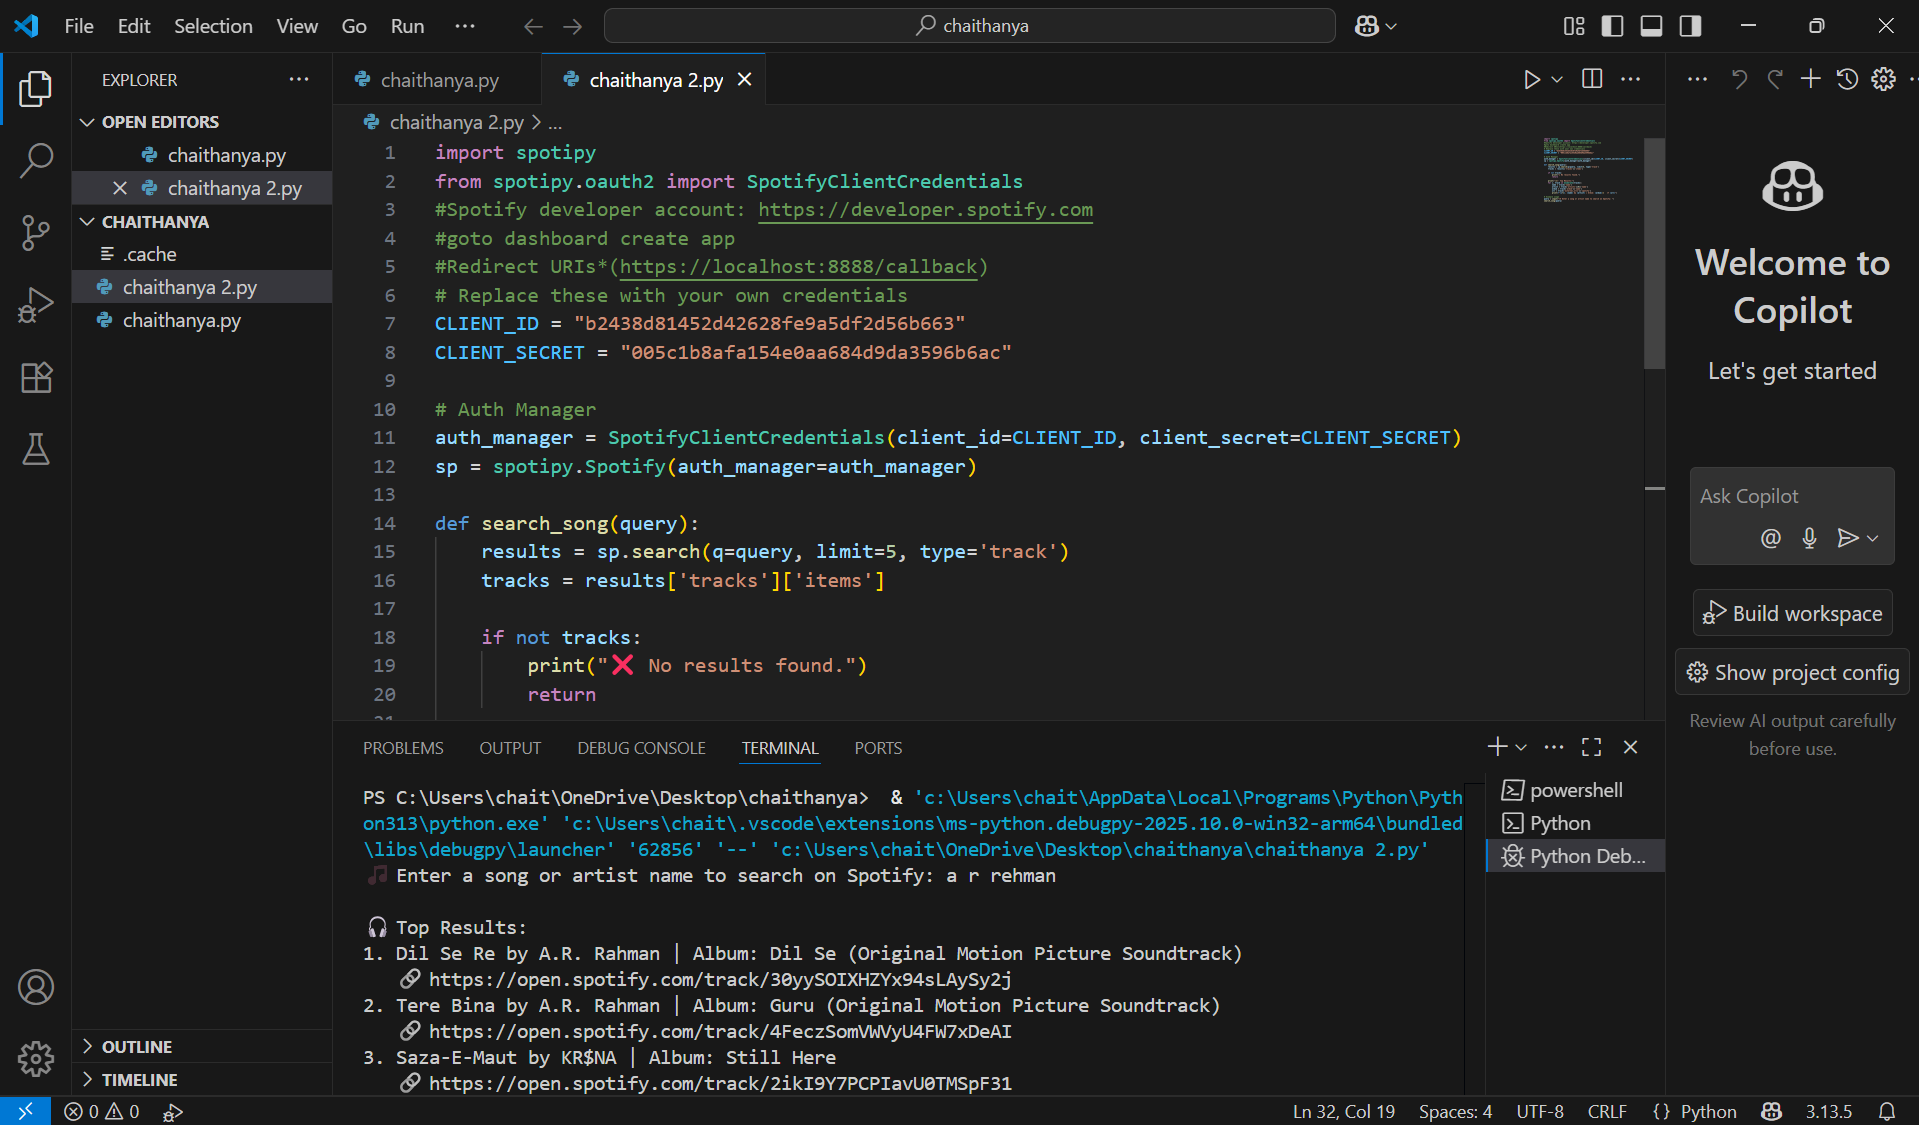 File Edit Selection View Go Run ···
chaithanya
EXPLORER ···
OPEN EDITORS
chaithanya.py
chaithanya 2.py
CHAITHANYA
.cache
chaithanya 2.py
chaithanya.py
OUTLINE
TIMELINE
chaithanya.py
chaithanya 2.py
chaithanya 2.py > ...
1 import spotipy
2 from spotipy.oauth2 import SpotifyClientCredentials
3 #Spotify developer account: https://developer.spotify.com
4 #goto dashboard create app
5 #Redirect URIs*(https://localhost:8888/callback)
6 # Replace these with your own credentials
7 CLIENT_ID = "b2438d81452d42628fe9a5df2d56b663"
8 CLIENT_SECRET = "005c1b8afa154e0aa684d9da3596b6ac"
9
10 # Auth Manager
11 auth_manager = SpotifyClientCredentials(client_id=CLIENT_ID, client_secret=CLIENT_SECRET)
12 sp = spotipy.Spotify(auth_manager=auth_manager)
13
14 def search_song(query):
15 results = sp.search(q=query, limit=5, type='track')
16 tracks = results['tracks']['items']
17
18 if not tracks:
19 print("❌ No results found.")
20 return
PROBLEMS OUTPUT DEBUG CONSOLE TERMINAL PORTS
PS C:\Users\chait\OneDrive\Desktop\chaithanya> & 'c:\Users\chait\AppData\Local\Programs\Python\Pyth
on313\python.exe' 'c:\Users\chait\.vscode\extensions\ms-python.debugpy-2025.10.0-win32-arm64\bundled
\libs\debugpy\launcher' '62856' '--' 'c:\Users\chait\OneDrive\Desktop\chaithanya\chaithanya 2.py'
🎵 Enter a song or artist name to search on Spotify: a r rehman
🎧 Top Results:
1. Dil Se Re by A.R. Rahman | Album: Dil Se (Original Motion Picture Soundtrack)
🔗 https://open.spotify.com/track/30yySOIXHZYx94sLAySy2j
2. Tere Bina by A.R. Rahman | Album: Guru (Original Motion Picture Soundtrack)
🔗 https://open.spotify.com/track/4FeczSomVWVyU4FW7xDeAI
3. Saza-E-Maut by KR$NA | Album: Still Here
🔗 https://open.spotify.com/track/2ikI9Y7PCPIavU0TMSpF31
powershell
Python
Python Deb...
Welcome to
Copilot
Let's get started
Ask Copilot
@
Build workspace
Show project config
Review AI output carefully
before use.
0 0
Ln 32, Col 19 Spaces: 4 UTF-8 CRLF {} Python 3.13.5